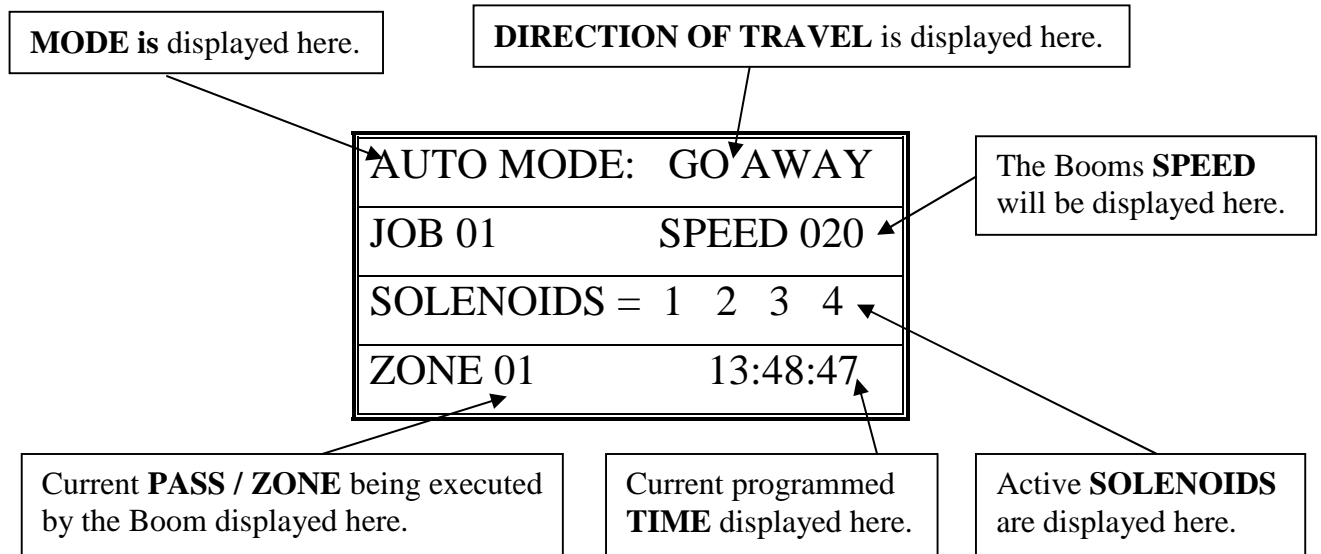 MODE is displayed here.
DIRECTION OF TRAVEL is displayed here.
AUTO MODE: GO AWAY
The Booms SPEED
will be displayed here.
JOB 01 SPEED 020
SOLENOIDS = 1 2 3 4
ZONE 01 13:48:47
Current PASS / ZONE being executed
by the Boom displayed here.
Current programmed
TIME displayed here.
Active SOLENOIDS
are displayed here.